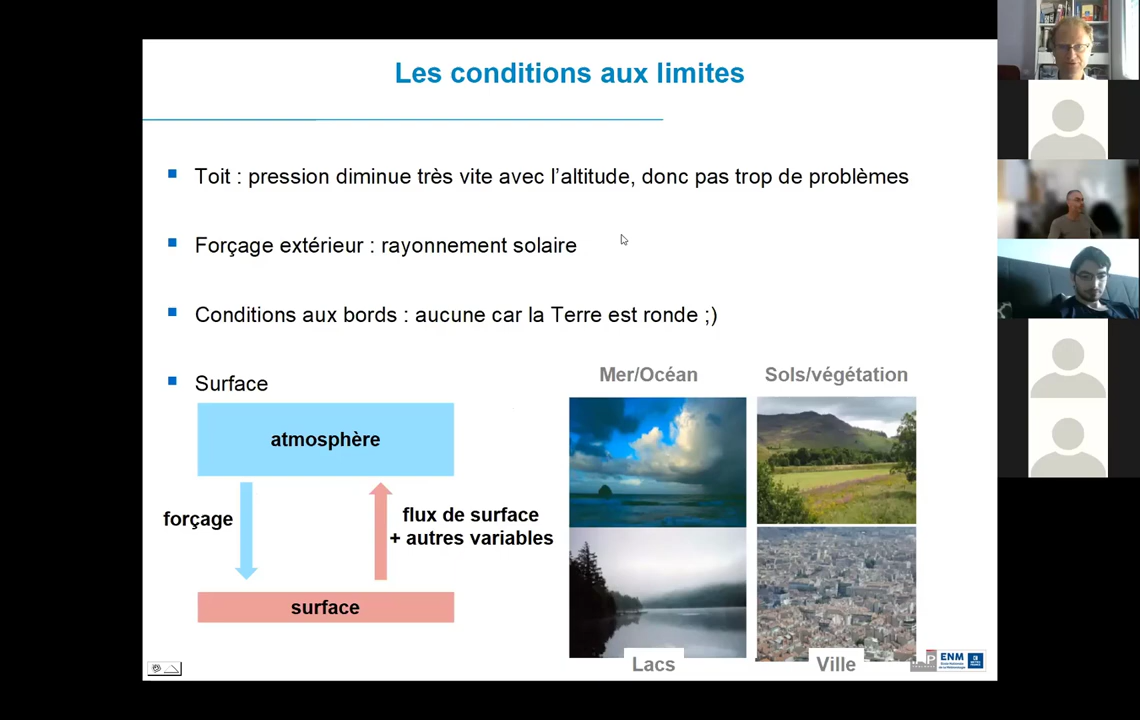 Les conditions aux limites
Toit : pression diminue très vite avec l’altitude, donc pas trop de problèmes
Forçage extérieur : rayonnement solaire
Conditions aux bords : aucune car la Terre est ronde ;)
Surface
Mer/Océan
Sols/végétation
atmosphère
forçage
flux de surface
+ autres variables
surface
Lacs
Ville
ENM